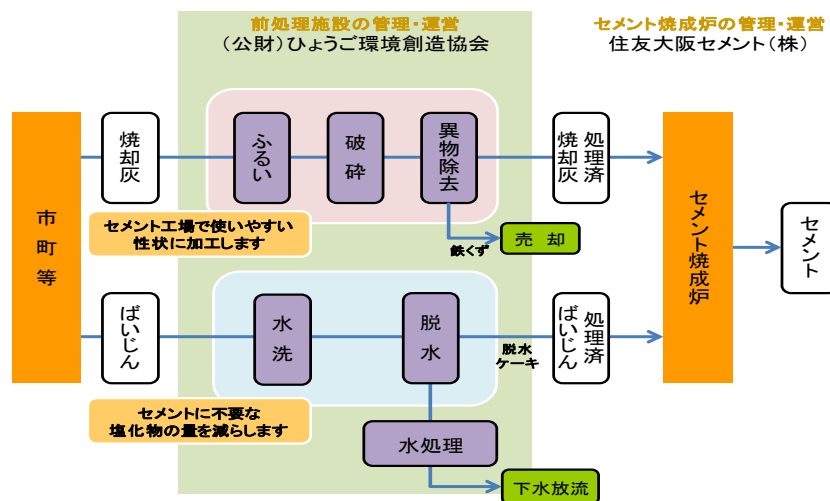 前処理施設の管理・運営
（公財）ひょうご環境創造協会
セメント焼成炉の管理・運営
住友大阪セメント（株）
市町等
焼却灰
ふるい
破砕
異物除去
処理済
焼却灰
セメント工場で使いやすい
性状に加工します
鉄くず
売 却
セメント焼成炉
セメント
ばいじん
水洗
脱水
脱水
ケーキ
処理済
ばいじん
セメントに不要な
塩化物の量を減らします
水処理
下水放流